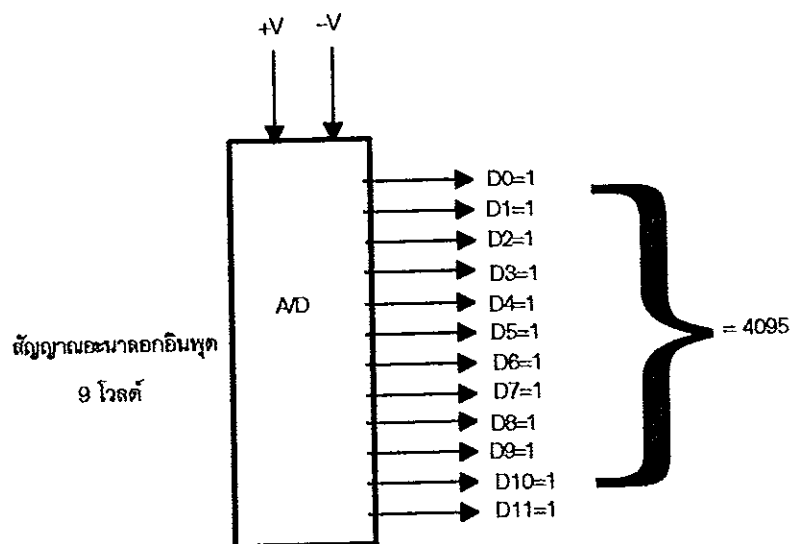 +V
–V
D0=1
D1=1
D2=1
D3=1
A/D
D4=1
D5=1
= 4095
สัญญาณอะนาลอกอินพุต
D6=1
9 โวลต์
D7=1
D8=1
D9=1
D10=1
D11=1